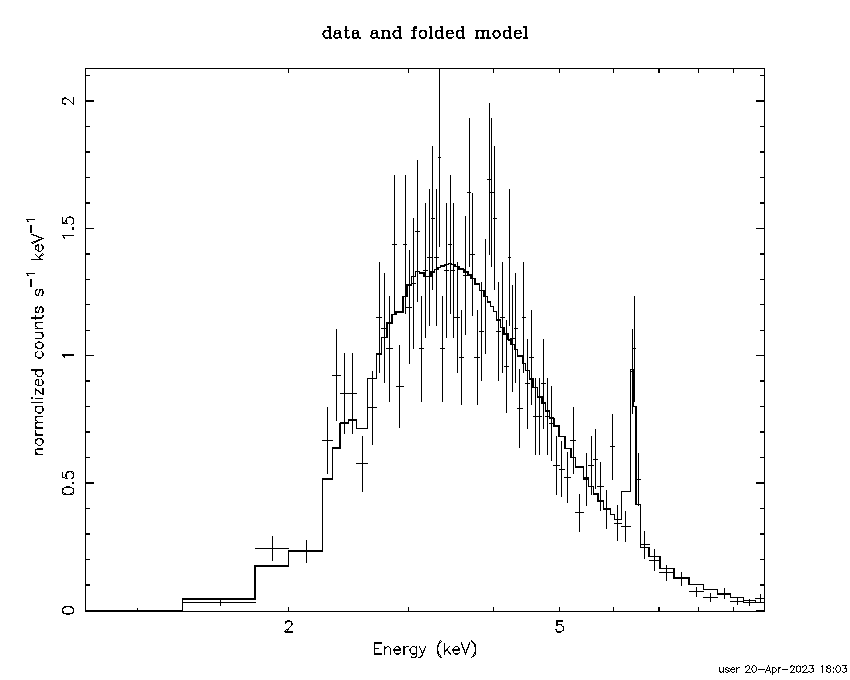 data and folded model
normalized counts s⁻¹ keV⁻¹
2
1.5
1
0.5
0
2 5
Energy (keV)
user 20-Apr-2023 18:03